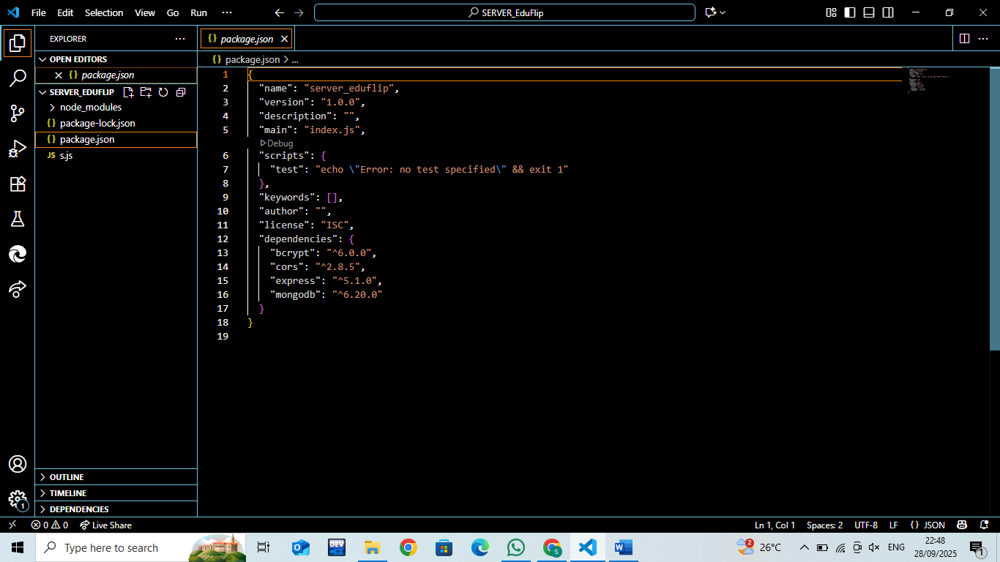 File Edit Selection View Go Run ···
SERVER_EduFlip
EXPLORER ···
OPEN EDITORS
package.json
SERVER_EDUFLIP
node_modules
package-lock.json
package.json
JS s.js
OUTLINE
TIMELINE
DEPENDENCIES
{} package.json
{} package.json > ...
1 {
2 "name": "server_eduflip",
3 "version": "1.0.0",
4 "description": "",
5 "main": "index.js",
Debug
6 "scripts": {
7 "test": "echo \"Error: no test specified\" && exit 1"
8 },
9 "keywords": [],
10 "author": "",
11 "license": "ISC",
12 "dependencies": {
13 "bcrypt": "^6.0.0",
14 "cors": "^2.8.5",
15 "express": "^5.1.0",
16 "mongodb": "^6.20.0"
17 }
18 }
19
1
0 0 Live Share
Ln 1, Col 1 Spaces: 2 UTF-8 LF {} JSON
Type here to search
DEV
2
26°C
ENG
22:48
28/09/2025
1